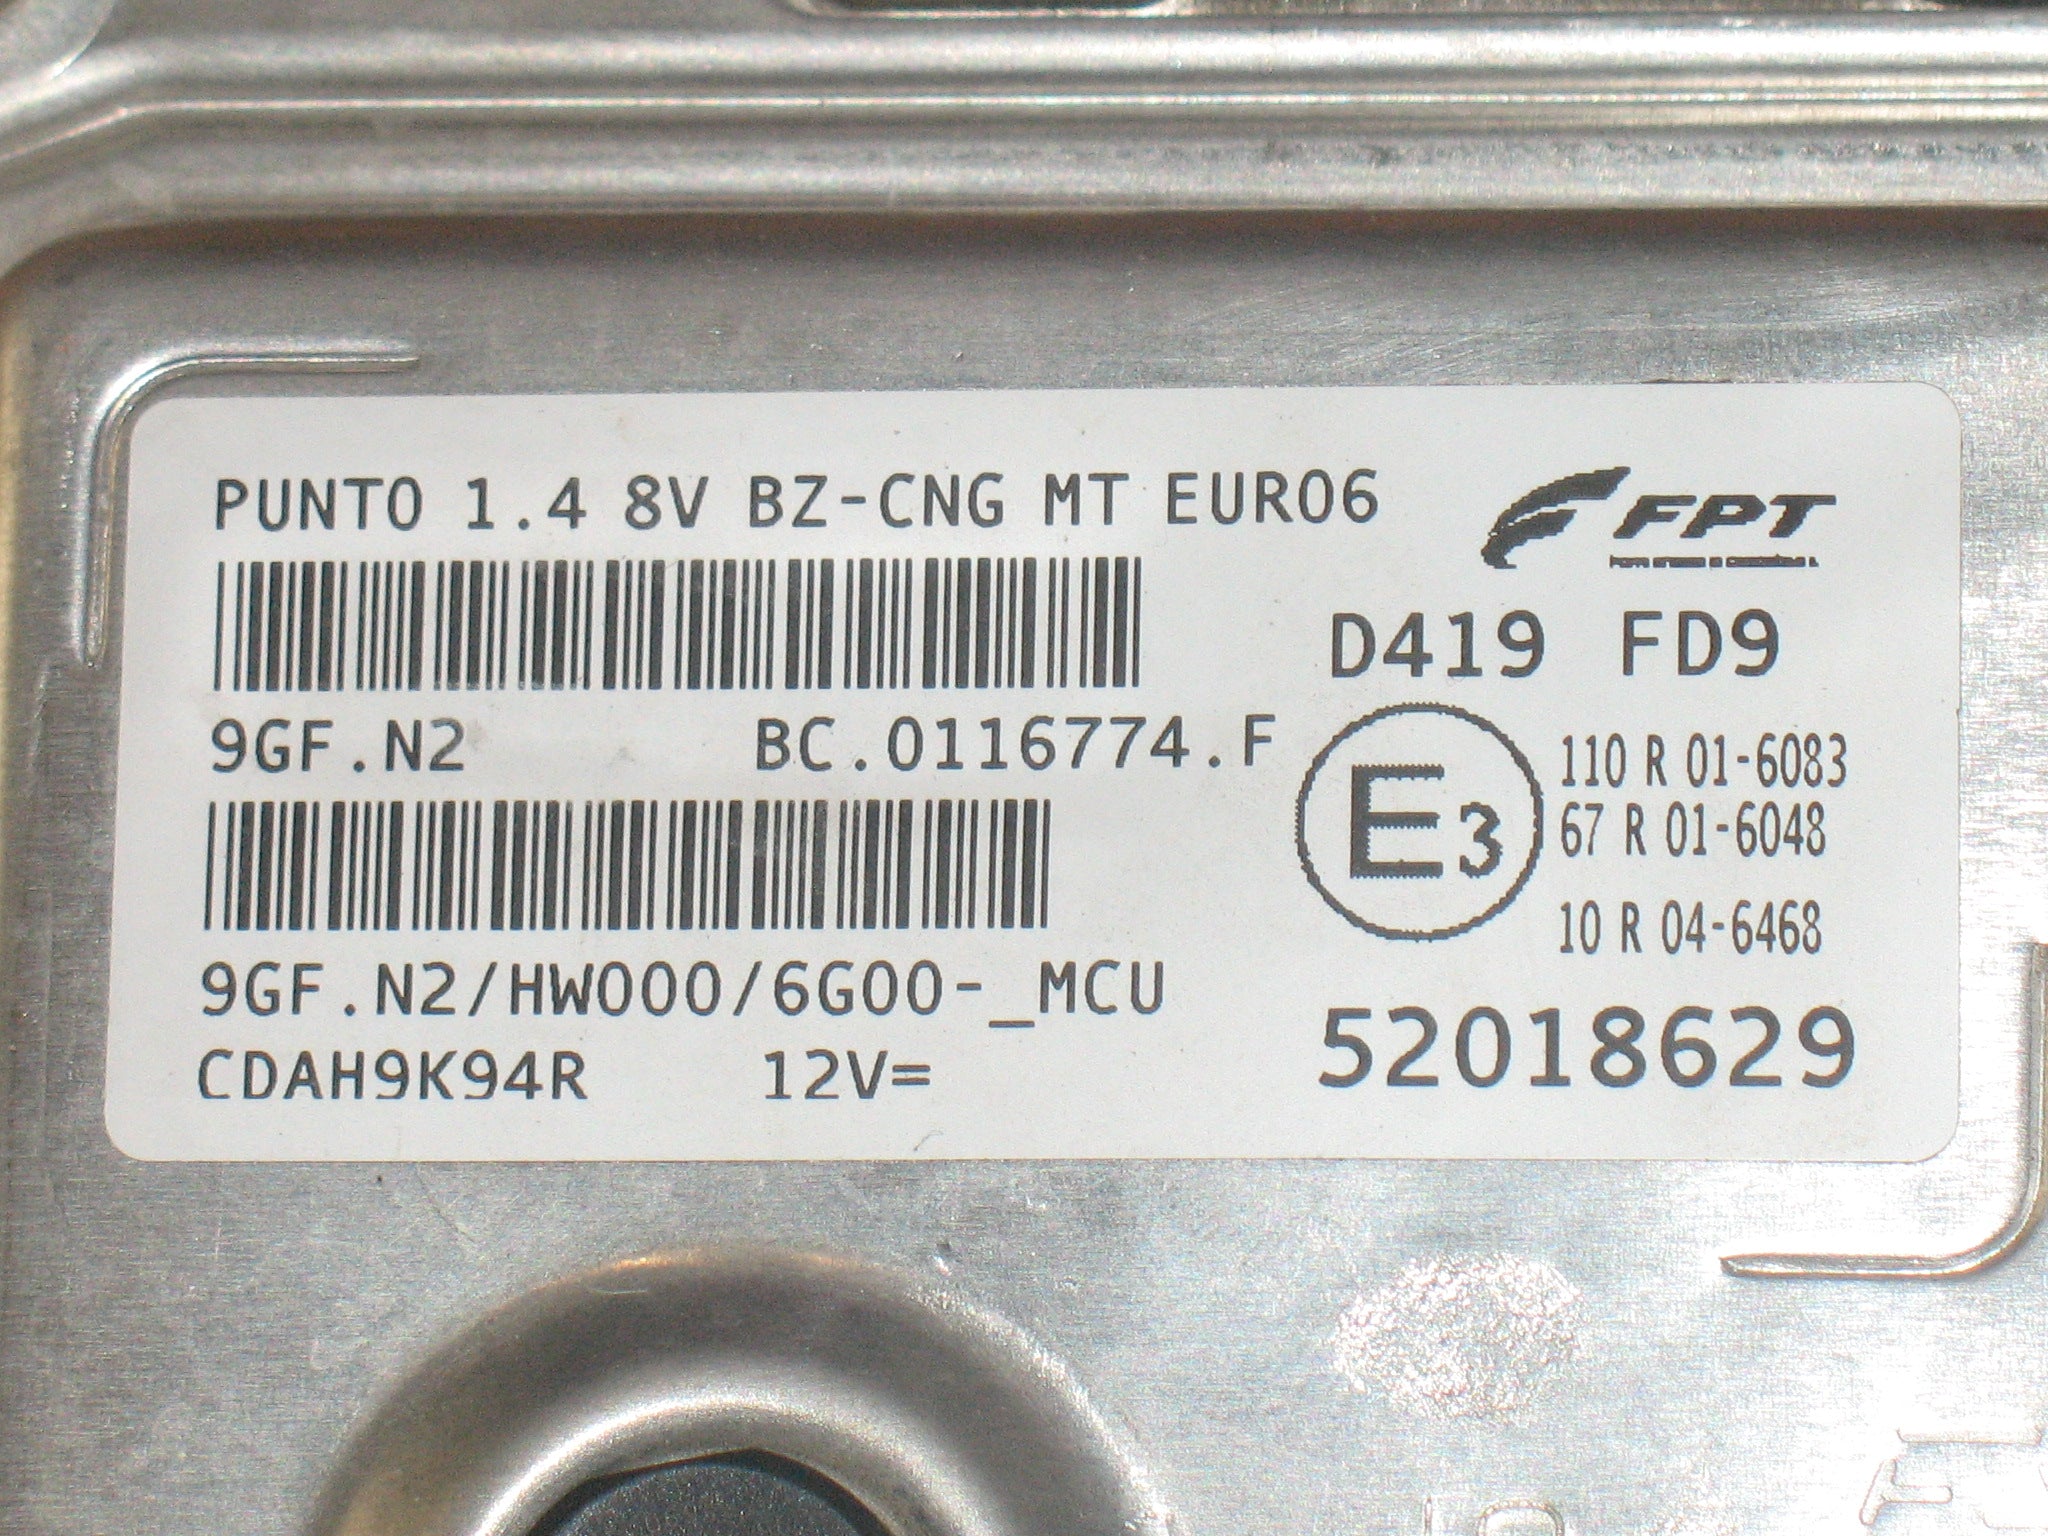 PUNTO 1.4 8V BZ-CNG MT EURO6
FPT
D419 FD9
9GF.N2 BC.0116774.F
E3
110 R 01-6083
67 R 01-6048
10 R 04-6468
9GF.N2/HW000/6G00-_MCU
CDAH9K94R 12V=
52018629